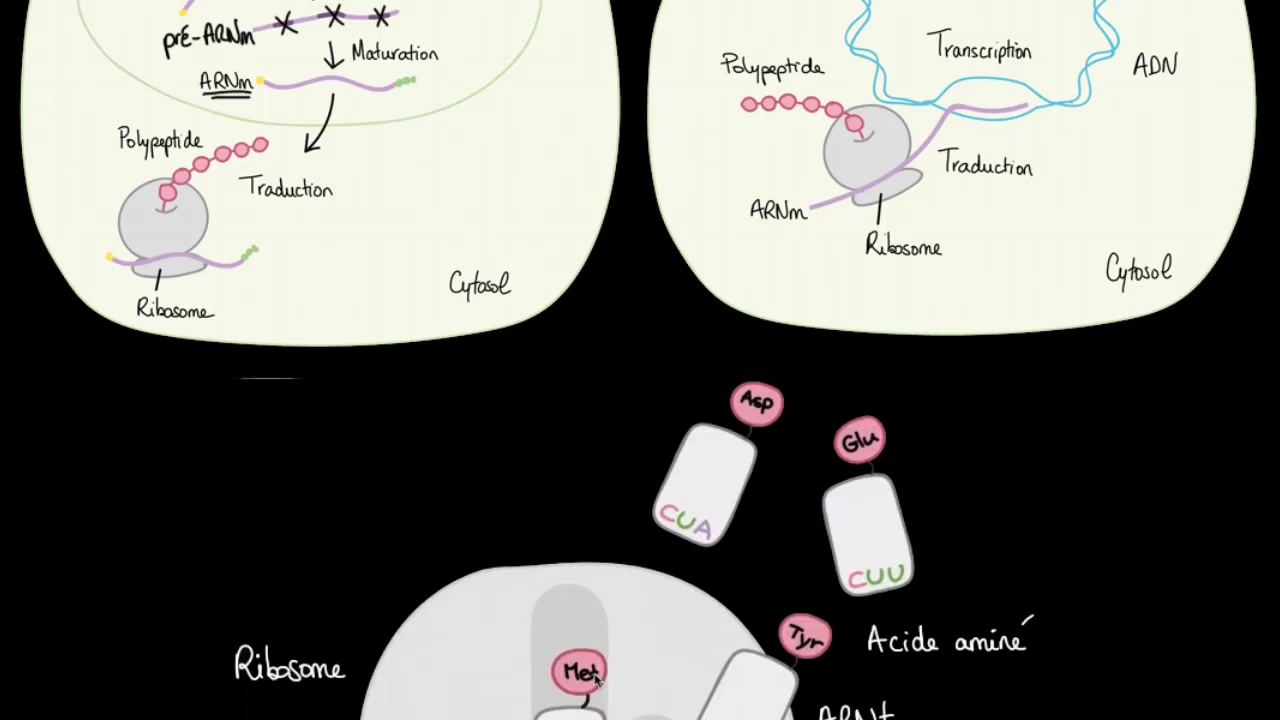 pré-ARNm
Maturation
ARNm
Polypeptide
Traduction
Ribosome
Cytosol
Transcription
ADN
Polypeptide
Traduction
ARNm
Ribosome
Cytosol
Asp
CUA
Glu
CUU
Ribosome
Met
Tyr
Acide aminé
ARNt